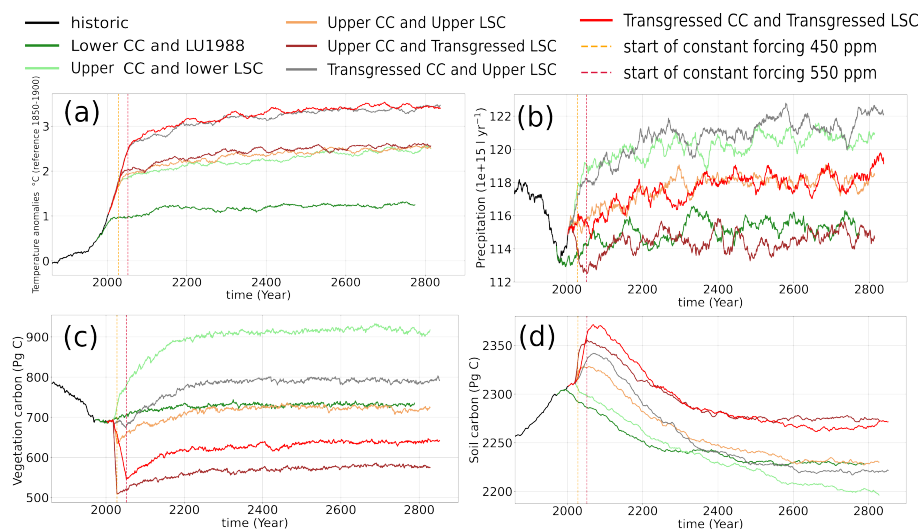 historic
Lower CC and LU1988
Upper CC and lower LSC
Upper CC and Upper LSC
Upper CC and Transgressed LSC
Transgressed CC and Upper LSC
Transgressed CC and Transgressed LSC
start of constant forcing 450 ppm
start of constant forcing 550 ppm
(a)
Temperature anomalies °C (reference 1850-1900)
3
2
1
0
2000
2200
2400
2600
2800
time (Year)
(b)
Precpitation (1e+15 l yr⁻¹)
122
120
118
116
114
112
2000
2200
2400
2600
2800
time (Year)
(c)
Vegetation carbon (Pg C)
900
800
700
600
500
2000
2200
2400
2600
2800
time (Year)
(d)
Soil carbon (Pg C)
2350
2300
2250
2200
2000
2200
2400
2600
2800
time (Year)